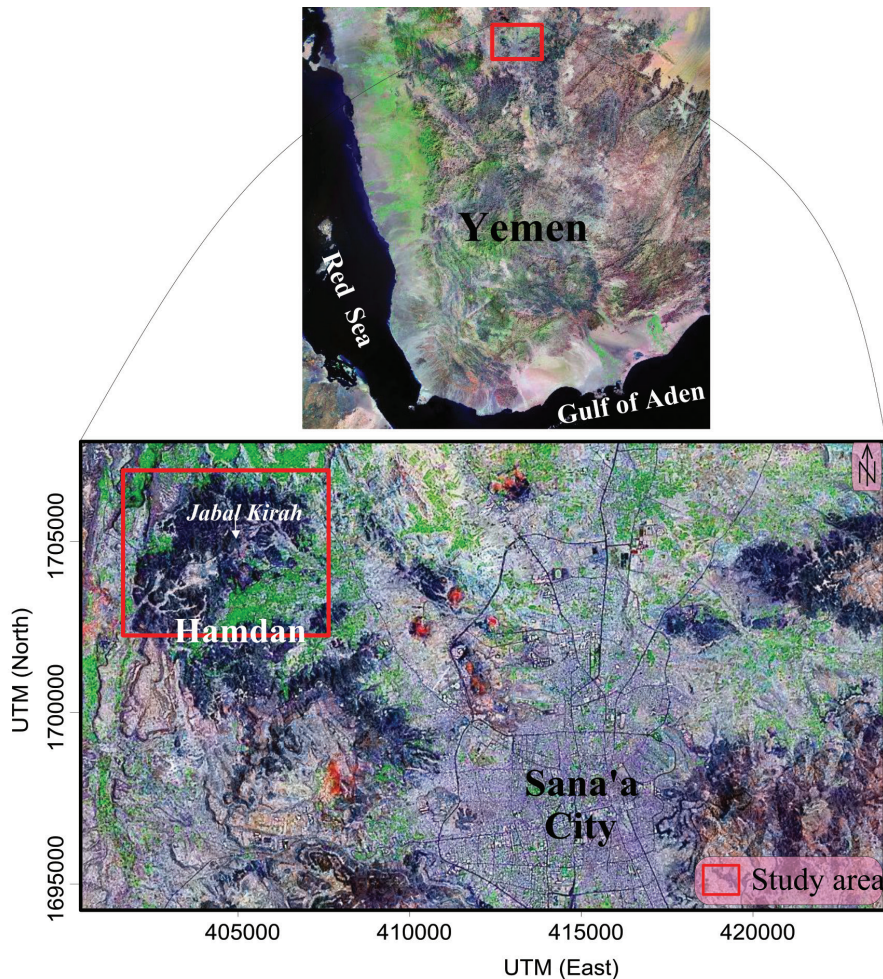 Yemen
Red Sea
Gulf of Aden
N
Jabal Kirah
Hamdan
Sana'a
City
Study area
UTM (North)
1705000
1700000
1695000
405000
410000
415000
420000
UTM (East)